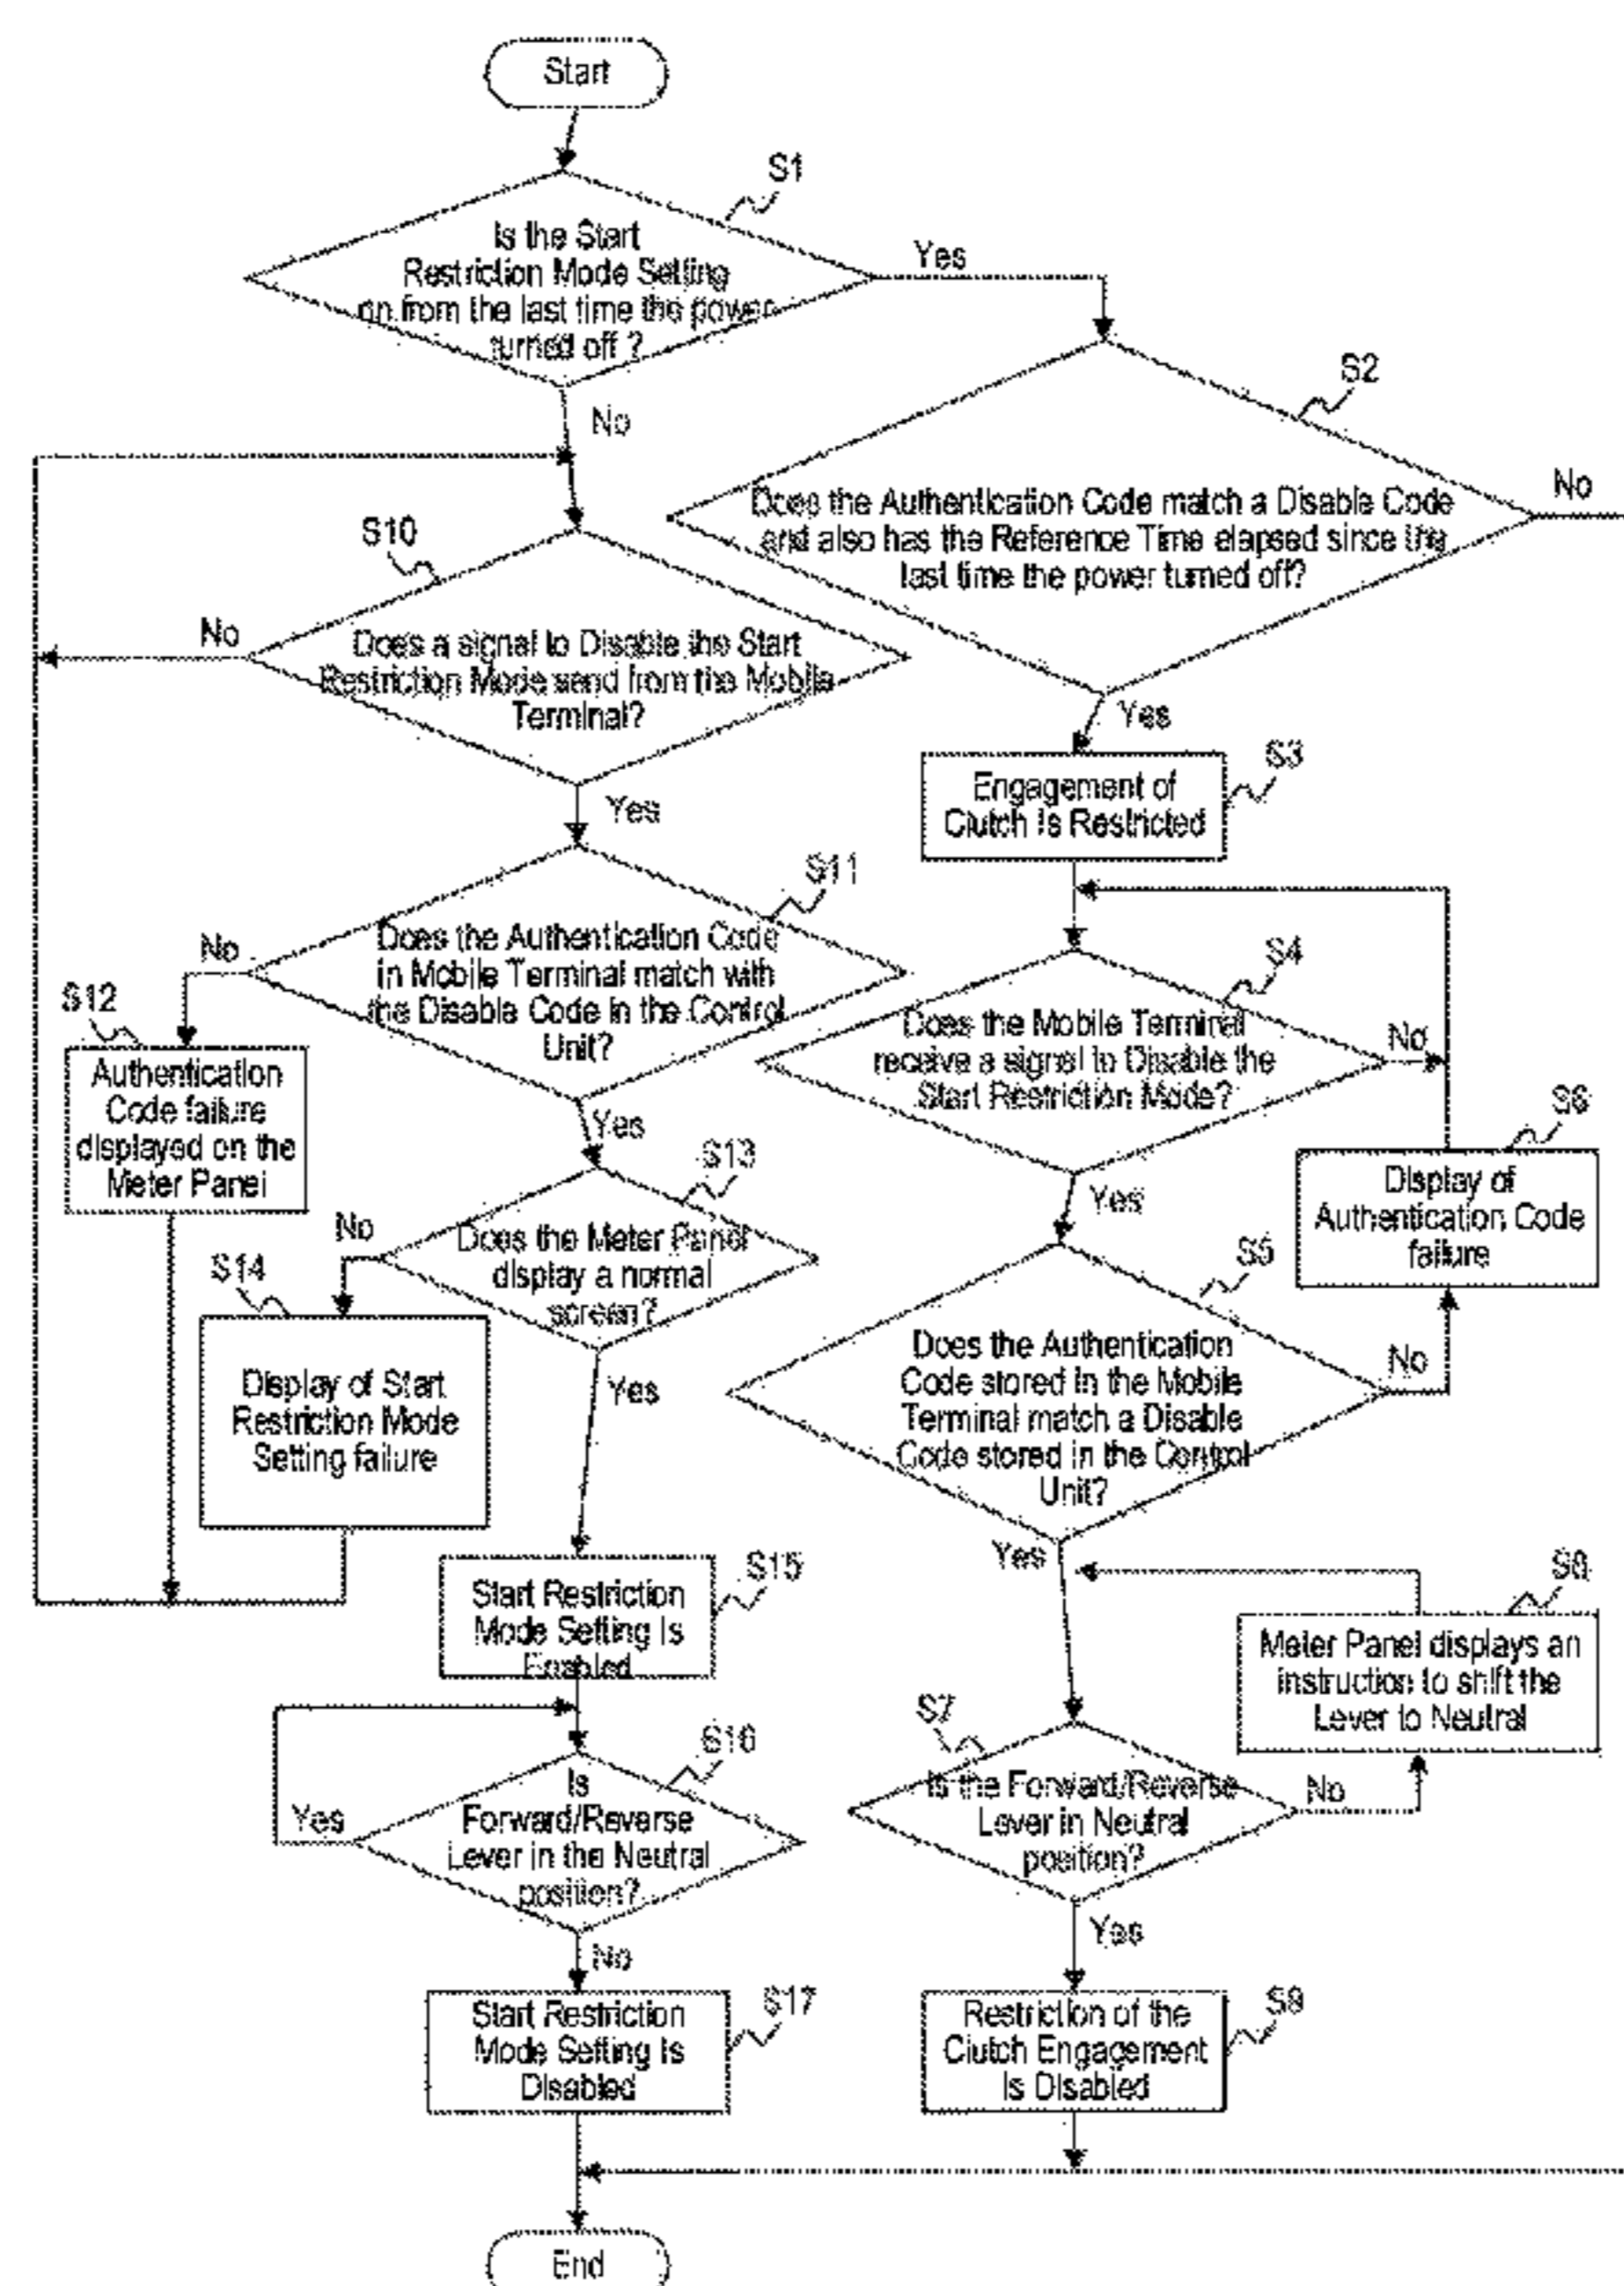 Start
S1
Is the Start
Restriction Mode Setting
on from the last time the power
turned off ?
Yes
No
S2
Does the Authentication Code match a Disable Code
and also has the Reference Time elapsed since the
last time the power turned off?
No
Yes
S10
Does a signal to Disable the Start
Restriction Mode send from the Mobile
Terminal?
No
Yes
S3
Engagement of
Clutch Is Restricted
S11
Does the Authentication Code
in Mobile Terminal match with
the Disable Code in the Control
Unit?
No
Yes
S4
Does the Mobile Terminal
receive a signal to Disable the
Start Restriction Mode?
No
Yes
S12
Authentication
Code failure
displayed on the
Meter Panel
S6
Display of
Authentication Code
failure
S13
Does the Meter Panel
display a normal
screen?
No
Yes
S5
Does the Authentication
Code stored in the Mobile
Terminal match a Disable
Code stored in the Control
Unit?
No
Yes
S14
Display of Start
Restriction Mode
Setting failure
S15
Start Restriction
Mode Setting Is
Enabled
S8
Meter Panel displays an
instruction to shift the
Lever to Neutral
S7
Is the Forward/Reverse
Lever in Neutral
position?
No
Yes
S16
Is
Forward/Reverse
Lever in the Neutral
position?
Yes
No
S17
Start Restriction
Mode Setting Is
Disabled
S9
Restriction of the
Clutch Engagement
Is Disabled
End